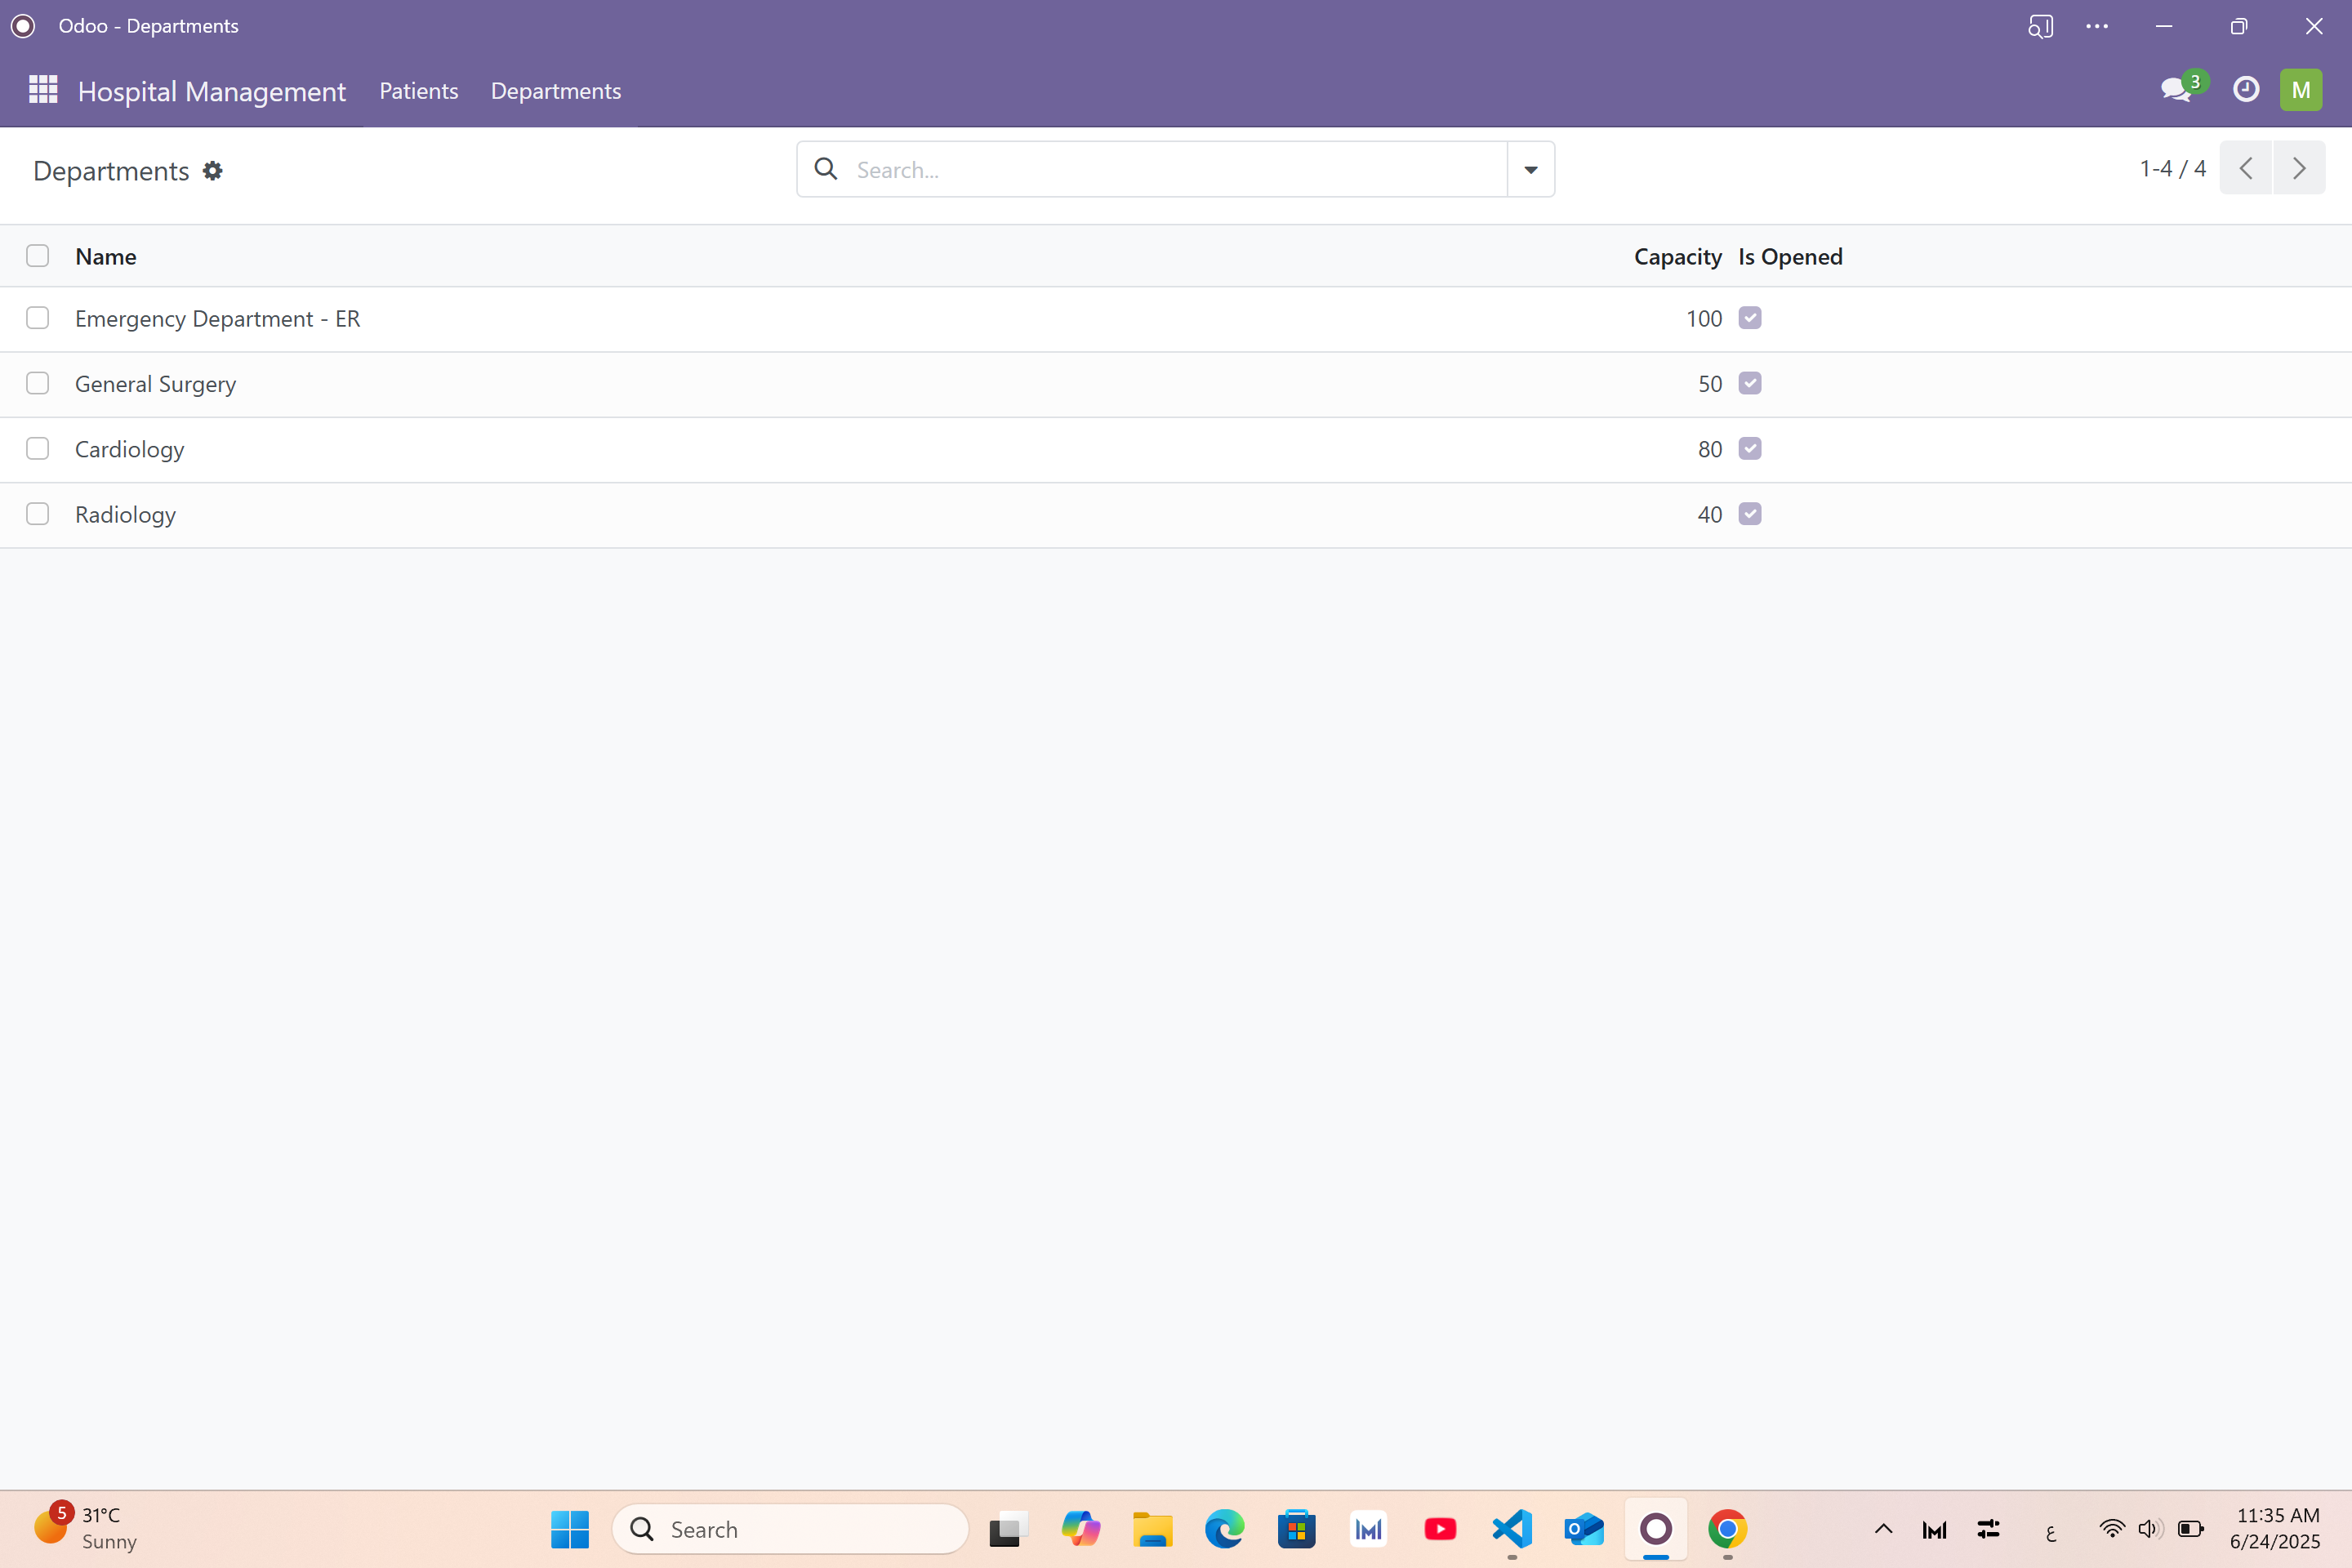 Odoo - Departments
Hospital Management Patients Departments 3 M
Departments Search... 1-4 / 4
Name Capacity Is Opened
Emergency Department - ER 100
General Surgery 50
Cardiology 80
Radiology 40
5 31°C
Sunny
Search
ع
11:35 AM
6/24/2025